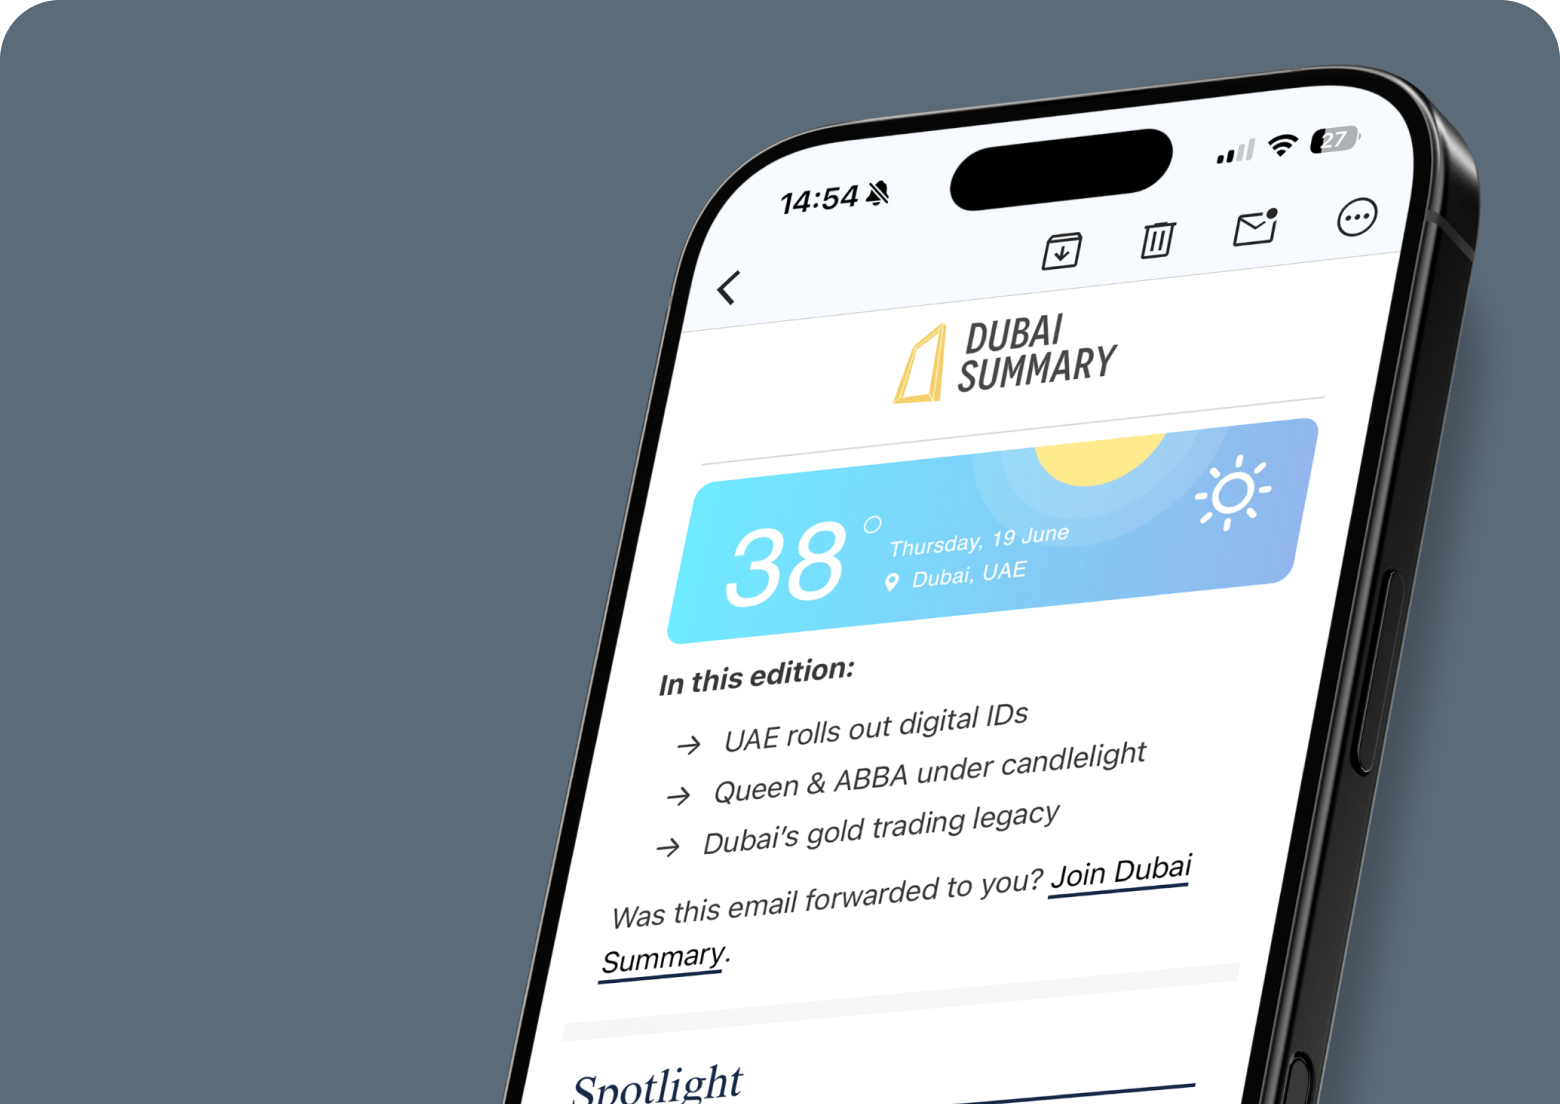 14:54
27
DUBAI
SUMMARY
38°
Thursday, 19 June
Dubai, UAE
In this edition:
→ UAE rolls out digital IDs
→ Queen & ABBA under candlelight
→ Dubai’s gold trading legacy
Was this email forwarded to you? Join Dubai
Summary.
Spotlight